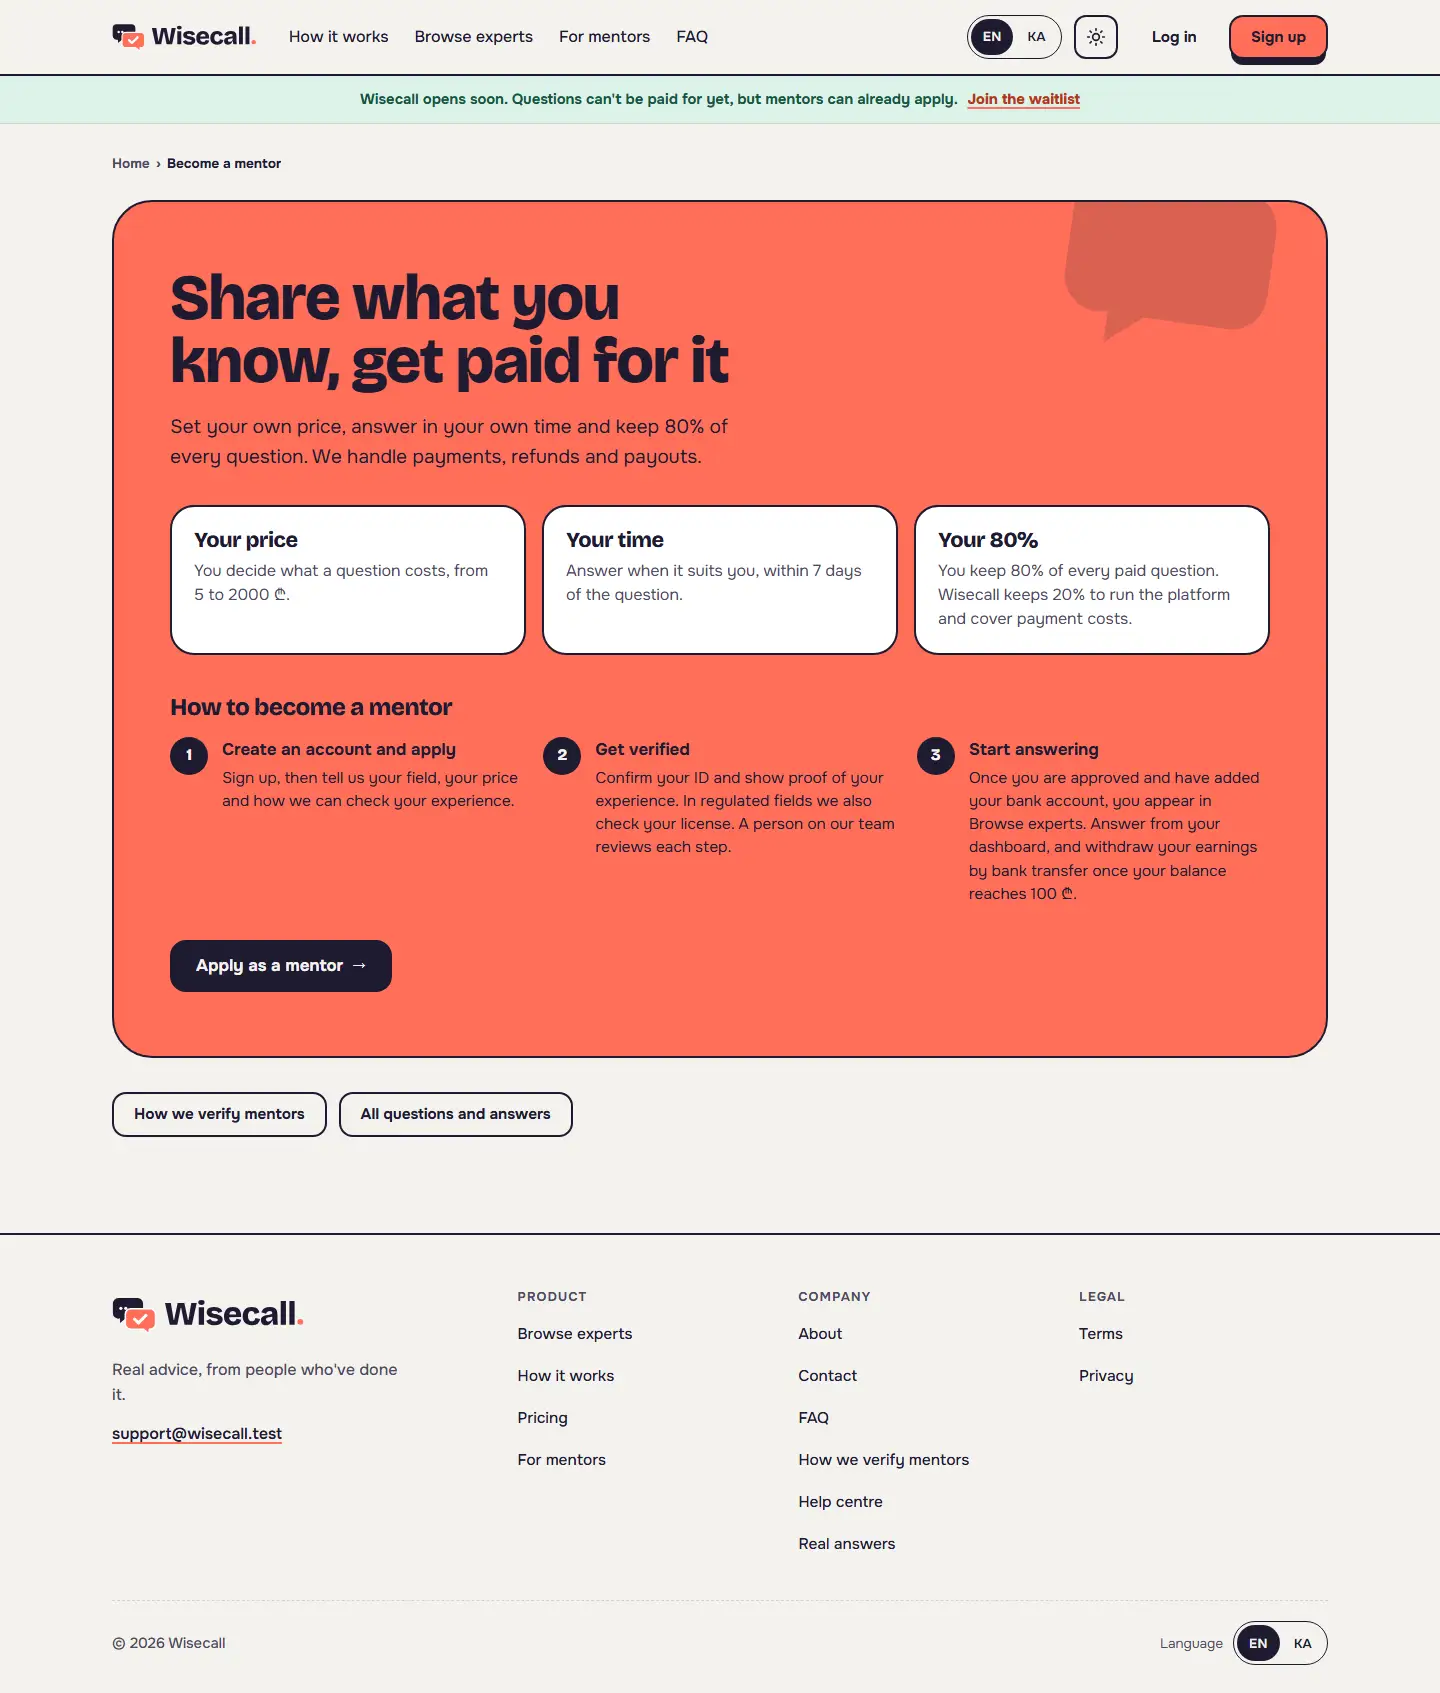 Wisecall.
How it works
Browse experts
For mentors
FAQ
EN
KA
Log in
Sign up
Wisecall opens soon. Questions can't be paid for yet, but mentors can already apply. Join the waitlist
Home › Become a mentor
Share what you
know, get paid for it
Set your own price, answer in your own time and keep 80% of
every question. We handle payments, refunds and payouts.
Your price
You decide what a question costs, from
5 to 2000 ₾.
Your time
Answer when it suits you, within 7 days
of the question.
Your 80%
You keep 80% of every paid question.
Wisecall keeps 20% to run the platform
and cover payment costs.
How to become a mentor
1
Create an account and apply
Sign up, then tell us your field, your price
and how we can check your experience.
2
Get verified
Confirm your ID and show proof of your
experience. In regulated fields we also
check your license. A person on our team
reviews each step.
3
Start answering
Once you are approved and have added
your bank account, you appear in
Browse experts. Answer from your
dashboard, and withdraw your earnings
by bank transfer once your balance
reaches 100 ₾.
Apply as a mentor →
How we verify mentors
All questions and answers
Wisecall.
Real advice, from people who've done
it.
support@wisecall.test
PRODUCT
Browse experts
How it works
Pricing
For mentors
COMPANY
About
Contact
FAQ
How we verify mentors
Help centre
Real answers
LEGAL
Terms
Privacy
© 2026 Wisecall
Language
EN
KA